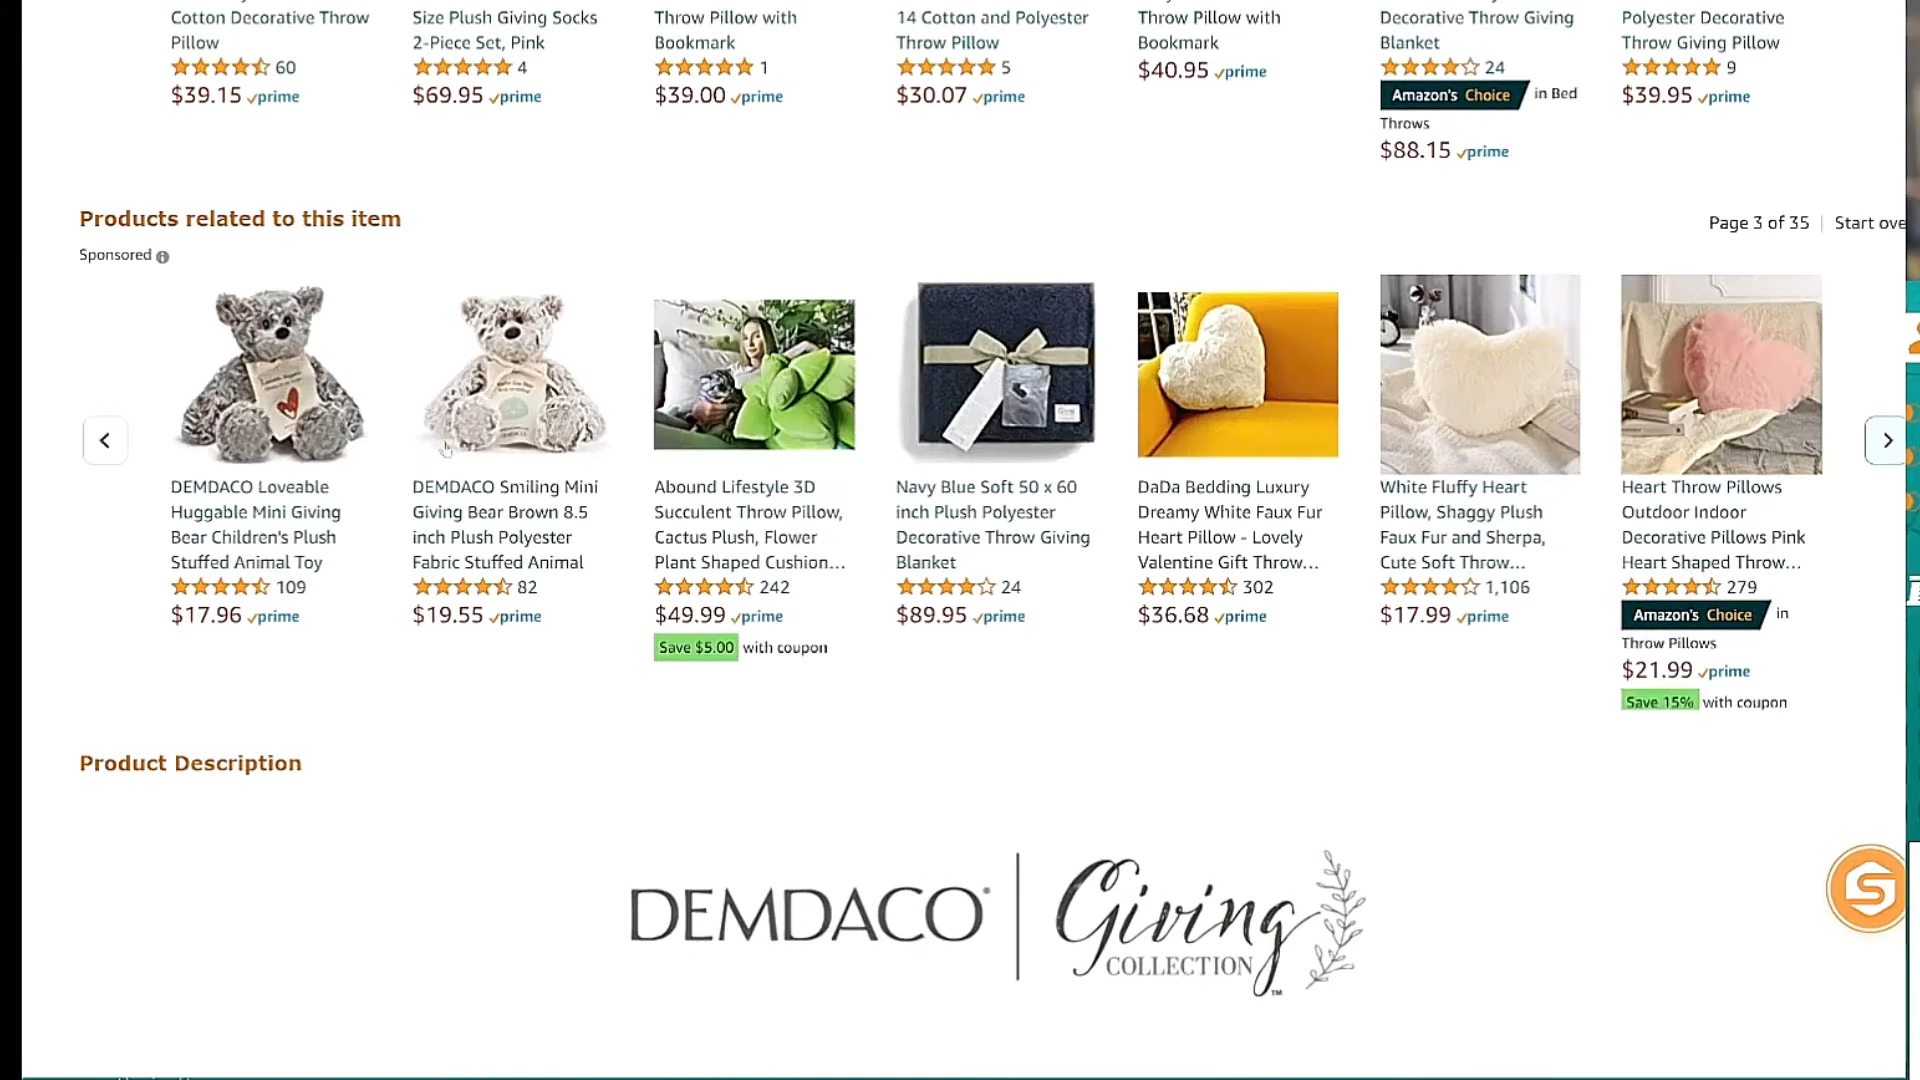 Cotton Decorative Throw
Pillow
60
$39.15 prime
Size Plush Giving Socks
2-Piece Set, Pink
4
$69.95 prime
Throw Pillow with
Bookmark
1
$39.00 prime
14 Cotton and Polyester
Throw Pillow
5
$30.07 prime
Throw Pillow with
Bookmark
$40.95 prime
Decorative Throw Giving
Blanket
24
Amazon's Choice in Bed
Throws
$88.15 prime
Polyester Decorative
Throw Giving Pillow
9
$39.95 prime
Products related to this item
Page 3 of 35 | Start ove
Sponsored
DEMDACO Loveable
Huggable Mini Giving
Bear Children's Plush
Stuffed Animal Toy
109
$17.96 prime
DEMDACO Smiling Mini
Giving Bear Brown 8.5
inch Plush Polyester
Fabric Stuffed Animal
82
$19.55 prime
Abound Lifestyle 3D
Succulent Throw Pillow,
Cactus Plush, Flower
Plant Shaped Cushion...
242
$49.99 prime
Save $5.00 with coupon
Navy Blue Soft 50 x 60
inch Plush Polyester
Decorative Throw Giving
Blanket
24
$89.95 prime
DaDa Bedding Luxury
Dreamy White Faux Fur
Heart Pillow - Lovely
Valentine Gift Throw...
302
$36.68 prime
White Fluffy Heart
Pillow, Shaggy Plush
Faux Fur and Sherpa,
Cute Soft Throw...
1,106
$17.99 prime
Heart Throw Pillows
Outdoor Indoor
Decorative Pillows Pink
Heart Shaped Throw...
279
Amazon's Choice in
Throw Pillows
$21.99 prime
Save 15% with coupon
Product Description
DEMDACO® | Giving
COLLECTION™